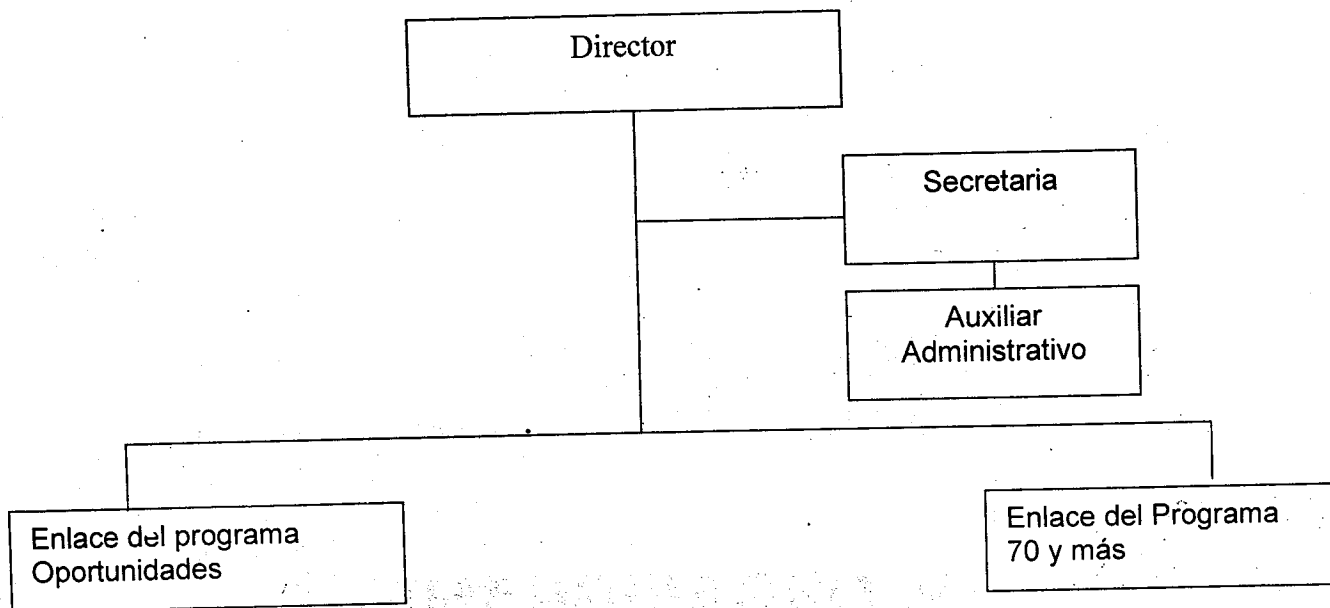 Director
Secretaria
Auxiliar
Administrativo
Enlace del programa
Oportunidades
Enlace del Programa
70 y más